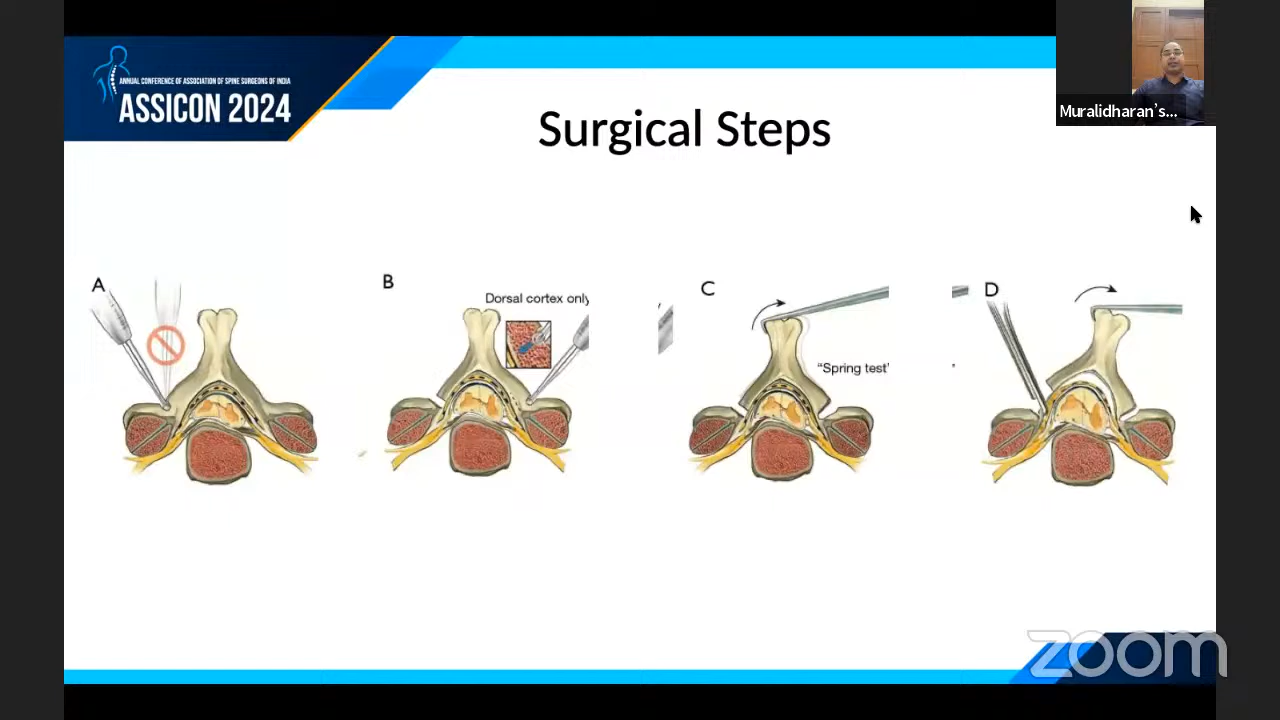 ANNUAL CONFERENCE OF ASSOCIATION OF SPINE SURGEONS OF INDIA
ASSICON 2024
Muralidharan's...
Surgical Steps
A
B
Dorsal cortex only
C
"Spring test'
D
zoom